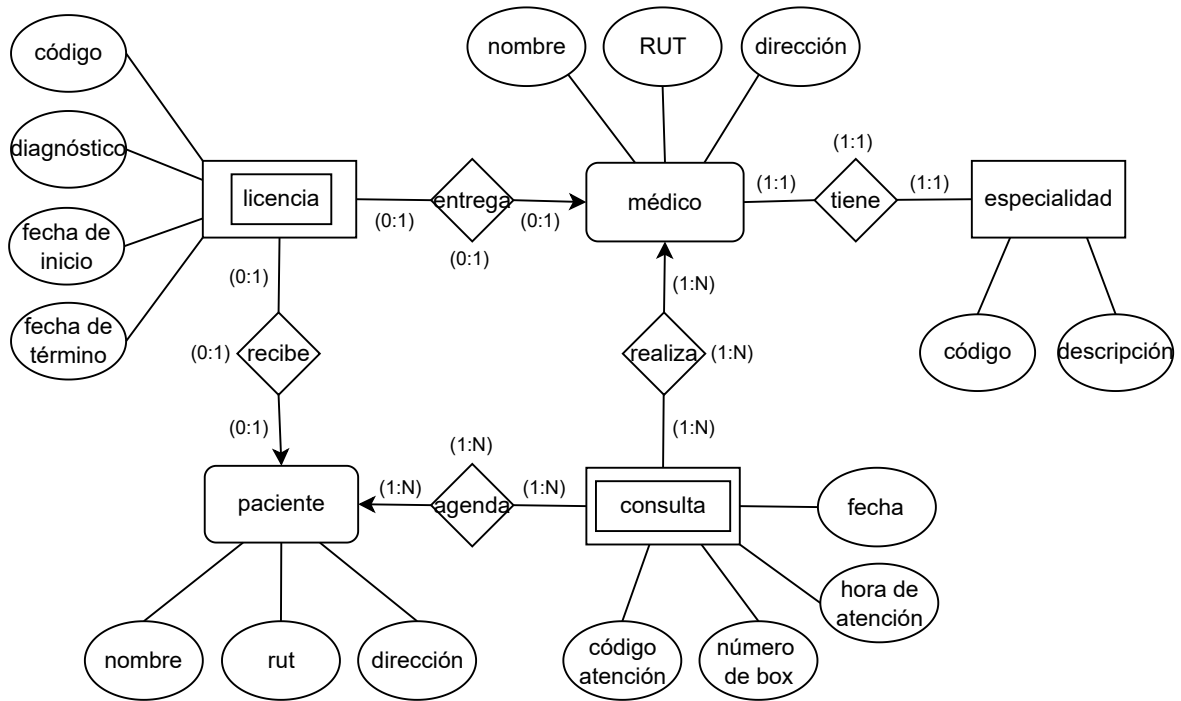 nombre
RUT
dirección
código
diagnóstico
fecha de
inicio
fecha de
término
licencia
(0:1)
entrega
(0:1)
(0:1)
médico
(1:1)
(1:1)
tiene
(1:1)
especialidad
código
descripción
(0:1)
(0:1)
recibe
(0:1)
(1:N)
realiza
(1:N)
(1:N)
paciente
(1:N)
(1:N)
agenda
(1:N)
consulta
fecha
hora de
atención
nombre
rut
dirección
código
atención
número
de box